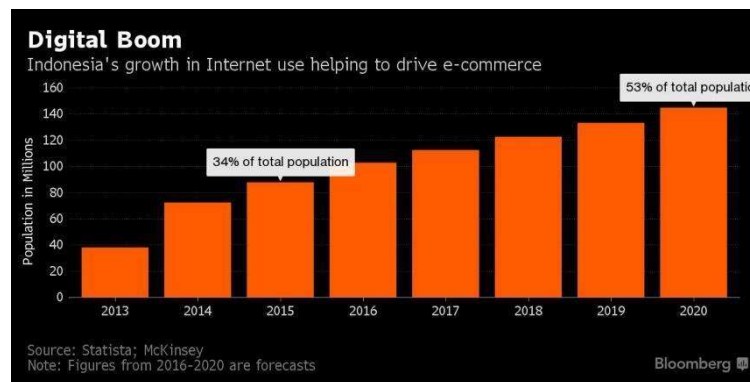 Digital Boom
Indonesia's growth in Internet use helping to drive e-commerce
160
53% of total
140
120
34% of total population
100
80
60
40
20
0
Population in Millions
2013 2014 2015 2016 2017 2018 2019 2020
Source: Statista; McKinsey
Note: Figures from 2016-2020 are forecasts
Bloomberg